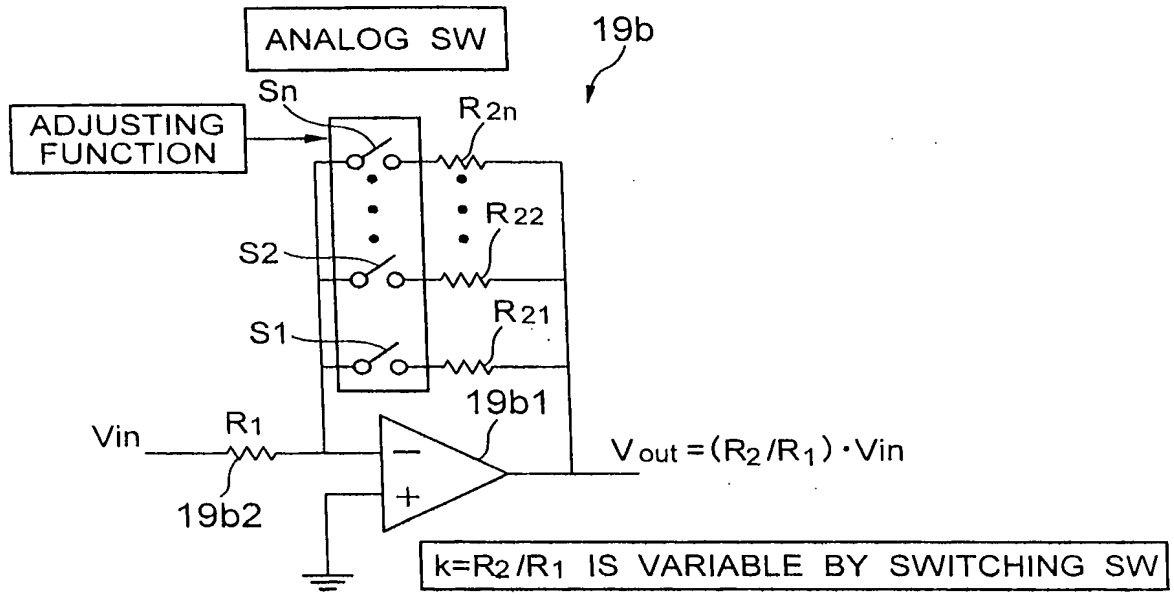 ANALOG SW
19b
Sn
R2n
ADJUSTING
FUNCTION
R22
S2
R21
S1
19b1
R1
Vin
−
+
Vout=(R2/R1)·Vin
19b2
k=R2/R1 IS VARIABLE BY SWITCHING SW